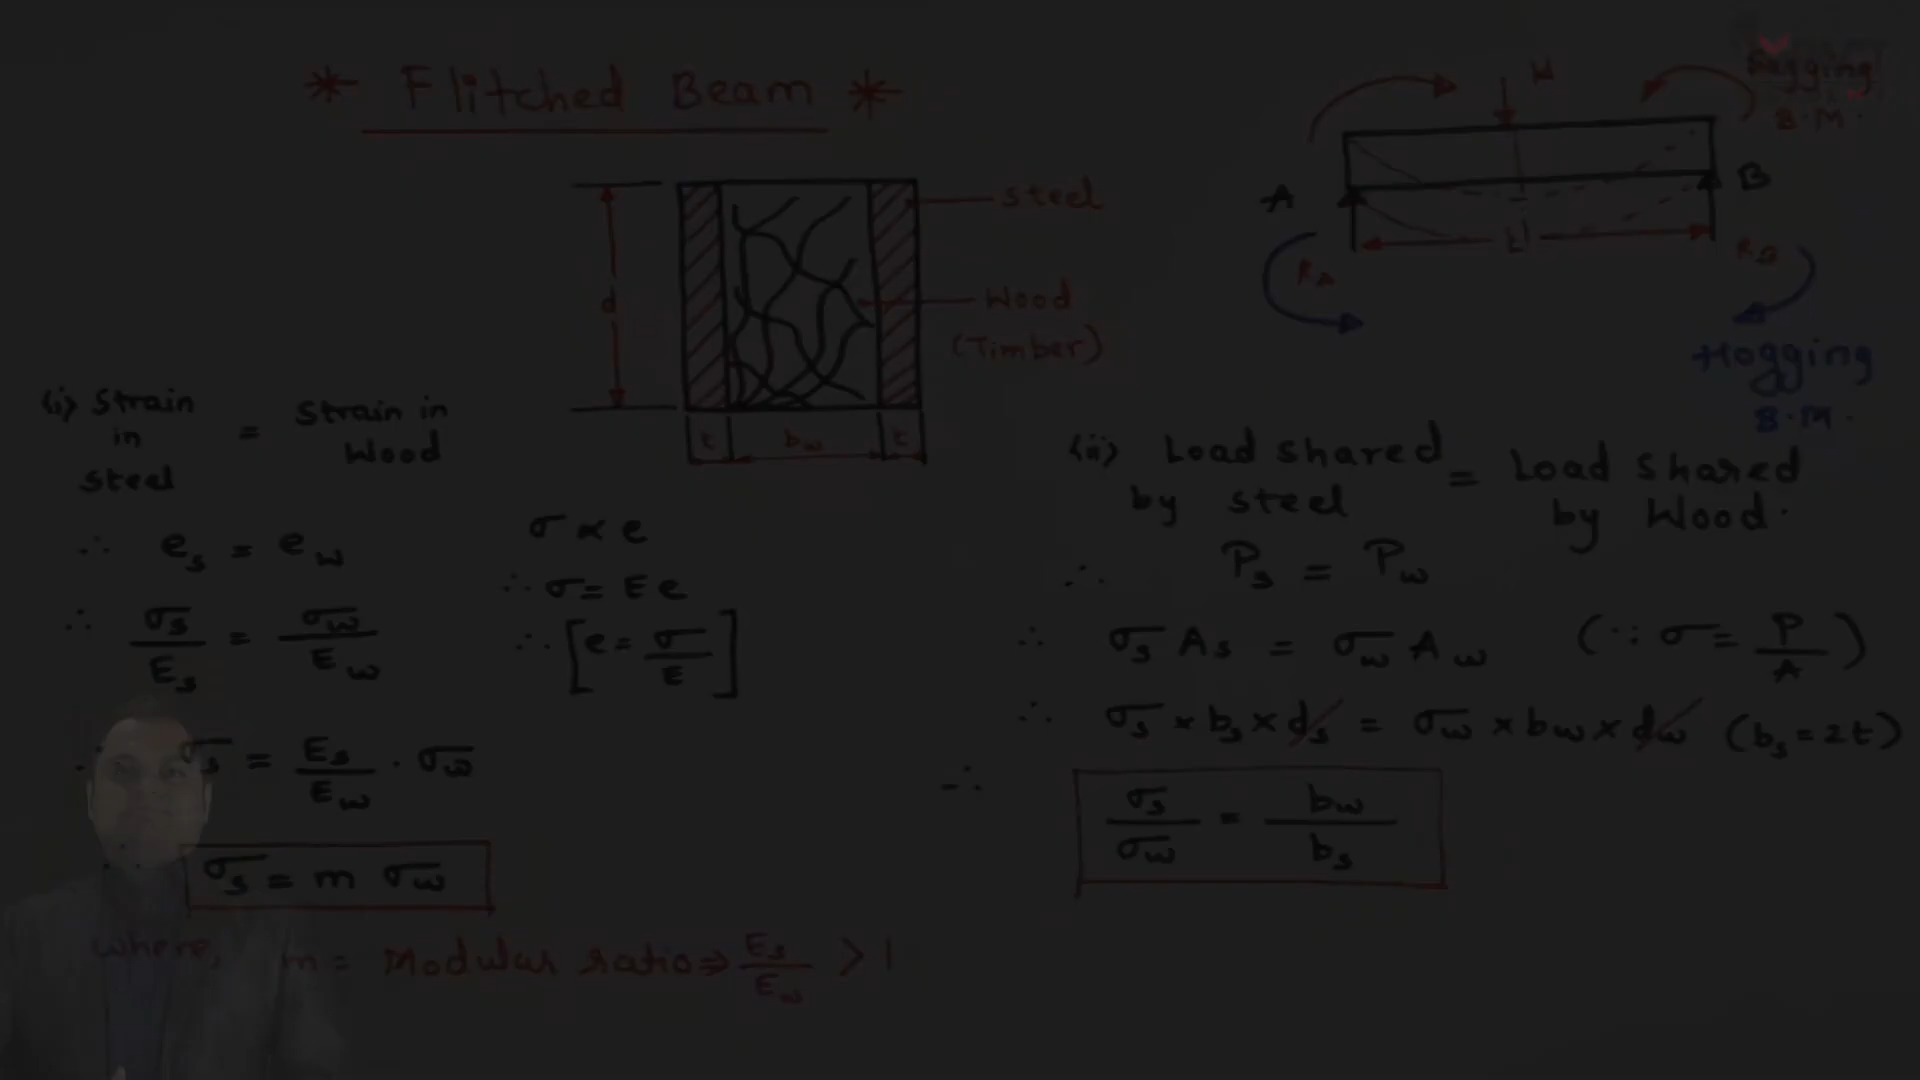 * Flitched Beam *
Sagging
B.M.
W
A
B
L
RA
RB
Hogging
B.M.
steel
Wood
(Timber)
d
t bw t
(i) Strain in steel = Strain in Wood
∴ es = ew
∴ σs/Es = σw/Ew
σ ∝ e
∴ σ = E e
∴ [e = σ/E]
σs = Es/Ew · σw
σs = m σw
where, m = Modular ratio ⇒ Es/Ew > 1
(ii) Load shared by steel = Load shared by Wood.
∴ Ps = Pw
∴ σs As = σw Aw (∵ σ = P/A)
∴ σs × bs × ds = σw × bw × dw (bs = 2t)
∴ σs/σw = bw/bs